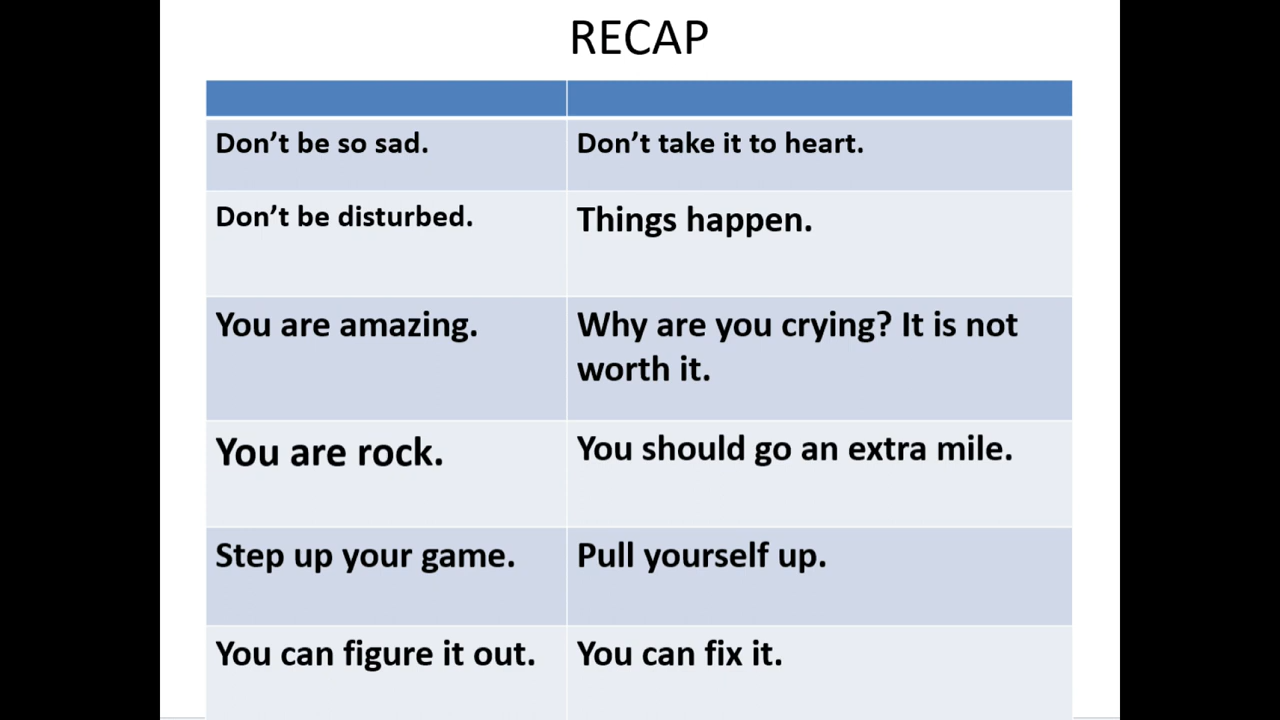 RECAP
Don’t be so sad.
Don’t take it to heart.
Don’t be disturbed.
Things happen.
You are amazing.
Why are you crying? It is not
worth it.
You are rock.
You should go an extra mile.
Step up your game.
Pull yourself up.
You can figure it out.
You can fix it.